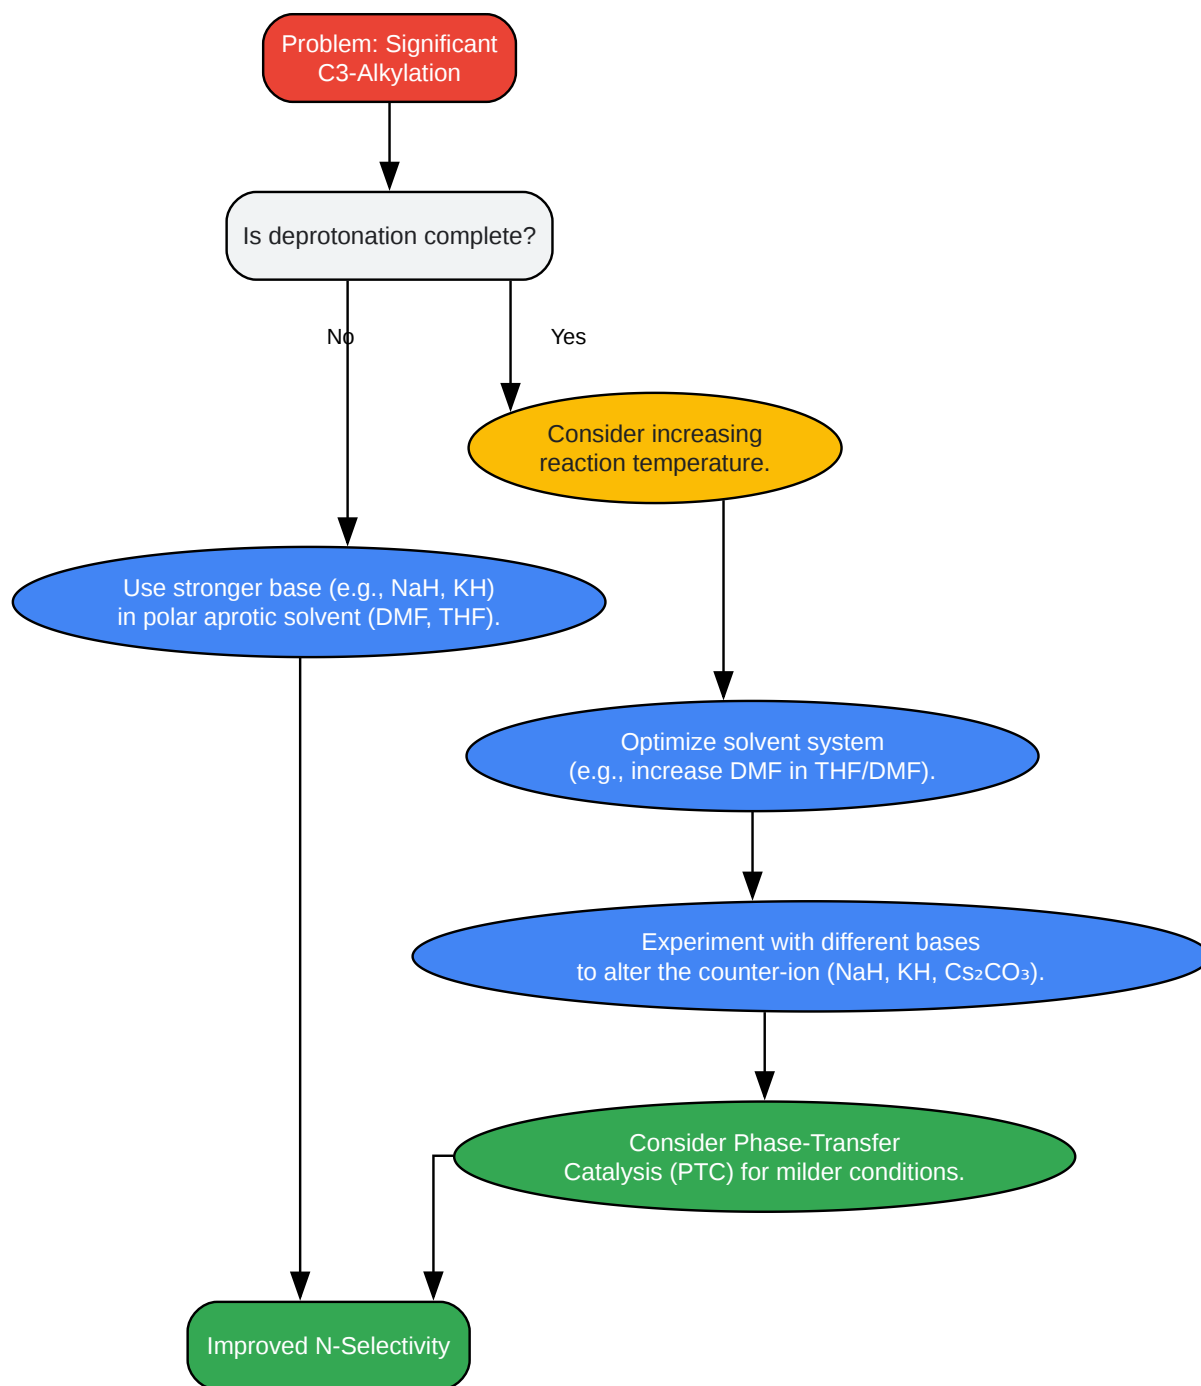 Problem: Significant
C3-Alkylation
Is deprotonation complete?
No
Yes
Consider increasing
reaction temperature.
Use stronger base (e.g., NaH, KH)
in polar aprotic solvent (DMF, THF).
Optimize solvent system
(e.g., increase DMF in THF/DMF).
Experiment with different bases
to alter the counter-ion (NaH, KH, Cs₂CO₃).
Consider Phase-Transfer
Catalysis (PTC) for milder conditions.
Improved N-Selectivity